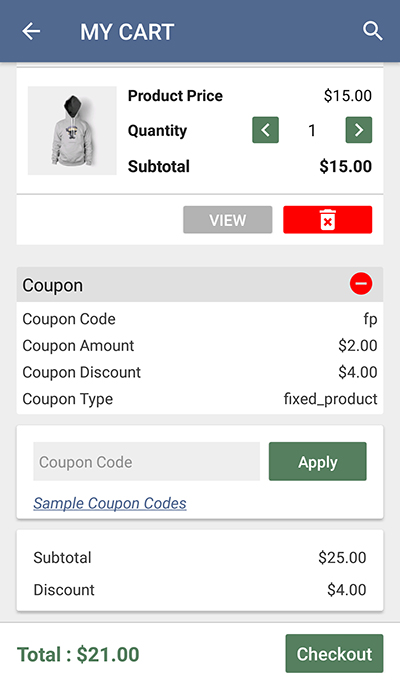 MY CART
Product Price $15.00
Quantity 1
Subtotal $15.00
VIEW
Coupon
Coupon Code fp
Coupon Amount $2.00
Coupon Discount $4.00
Coupon Type fixed_product
Coupon Code Apply
Sample Coupon Codes
Subtotal $25.00
Discount $4.00
Total : $21.00 Checkout